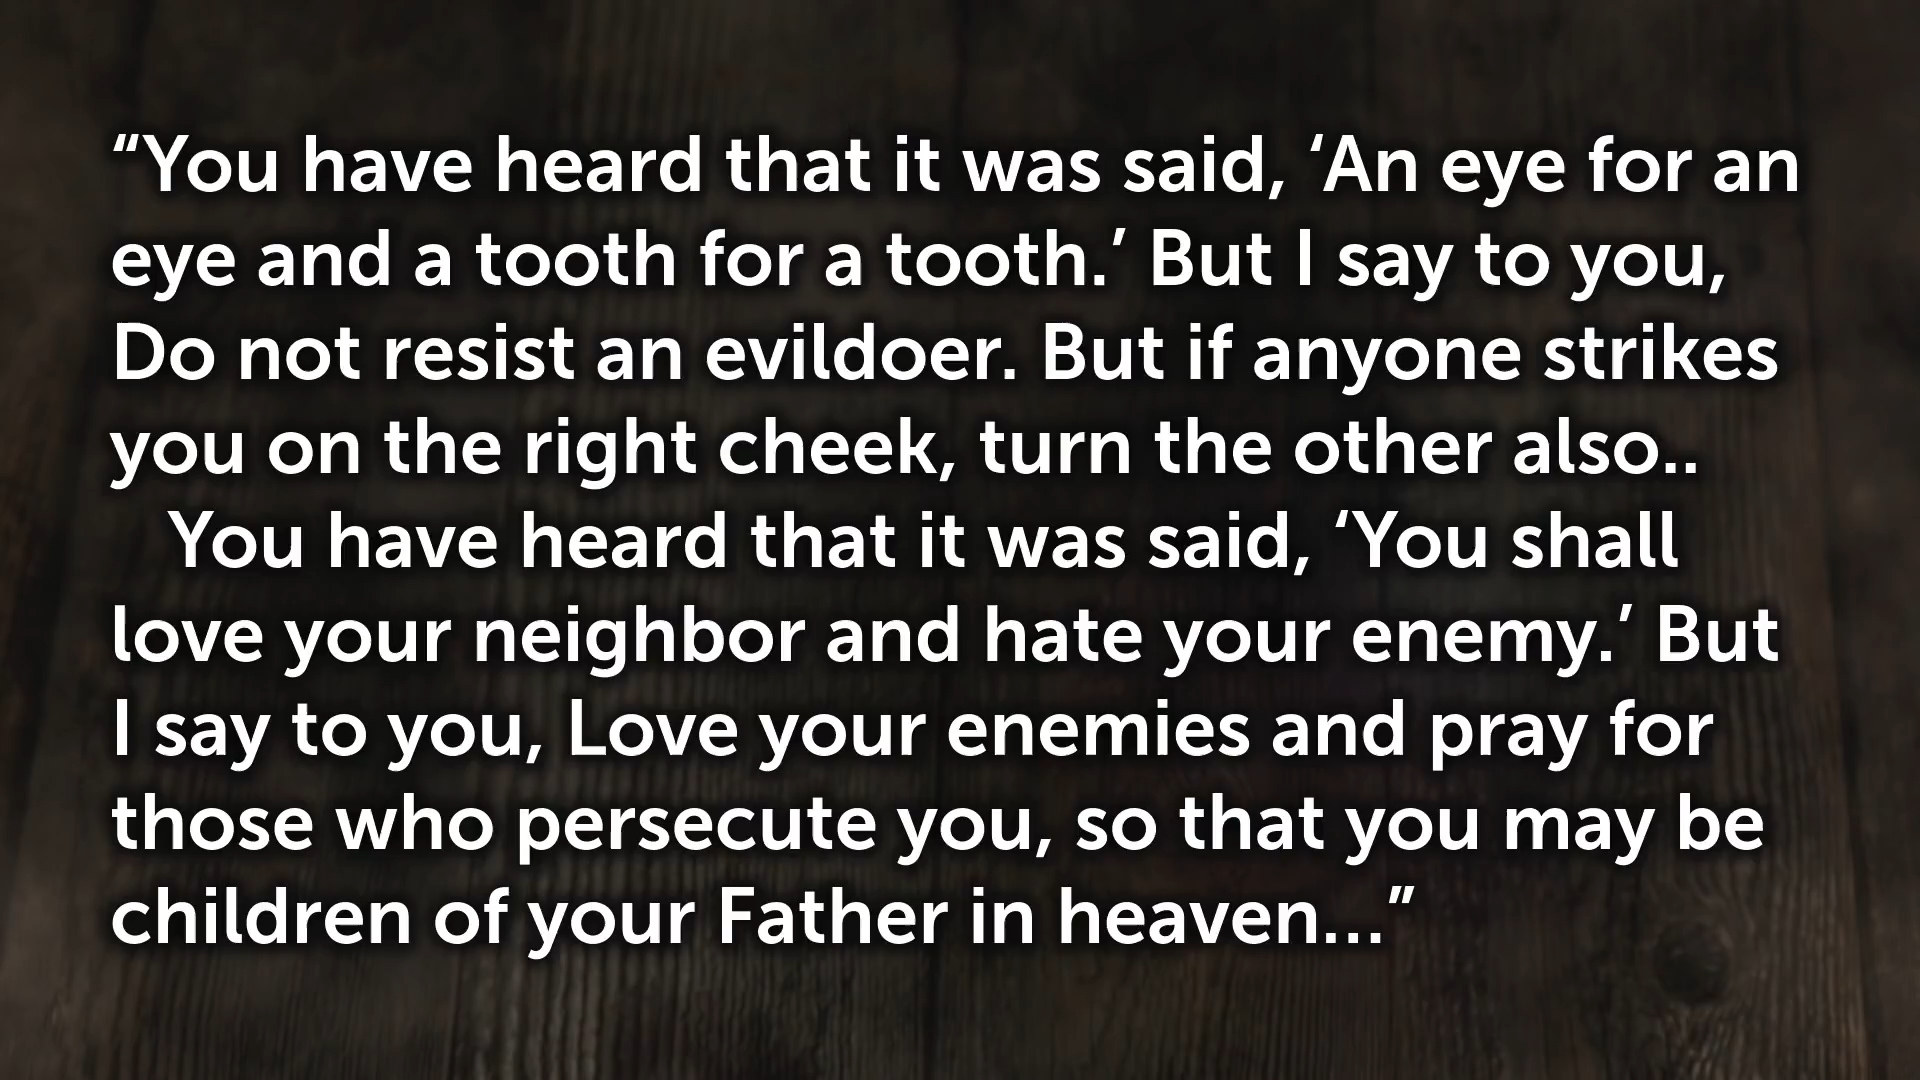 “You have heard that it was said, ‘An eye for an
eye and a tooth for a tooth.’ But I say to you,
Do not resist an evildoer. But if anyone strikes
you on the right cheek, turn the other also..
You have heard that it was said, ‘You shall
love your neighbor and hate your enemy.’ But
I say to you, Love your enemies and pray for
those who persecute you, so that you may be
children of your Father in heaven…”